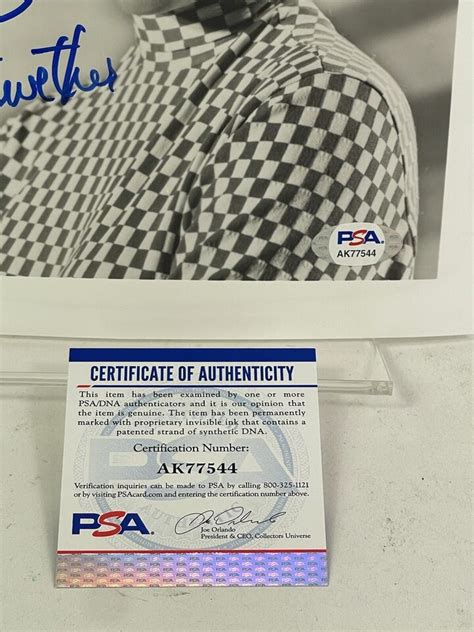 PSA
AK77544
CERTIFICATE OF AUTHENTICITY
This item has been examined by one or more
PSA/DNA authenticators and it is our opinion that
the item is genuine. The item has been permanently
marked with proprietary invisible ink that contains a
patented strand of synthetic DNA.
Certification Number:
AK77544
Verification inquiries can be made to PSA by calling 800-325-1121
or by visiting PSAcard.com and entering the certification number above.
PSA
Joe Orlando
President & CEO, Collectors Universe